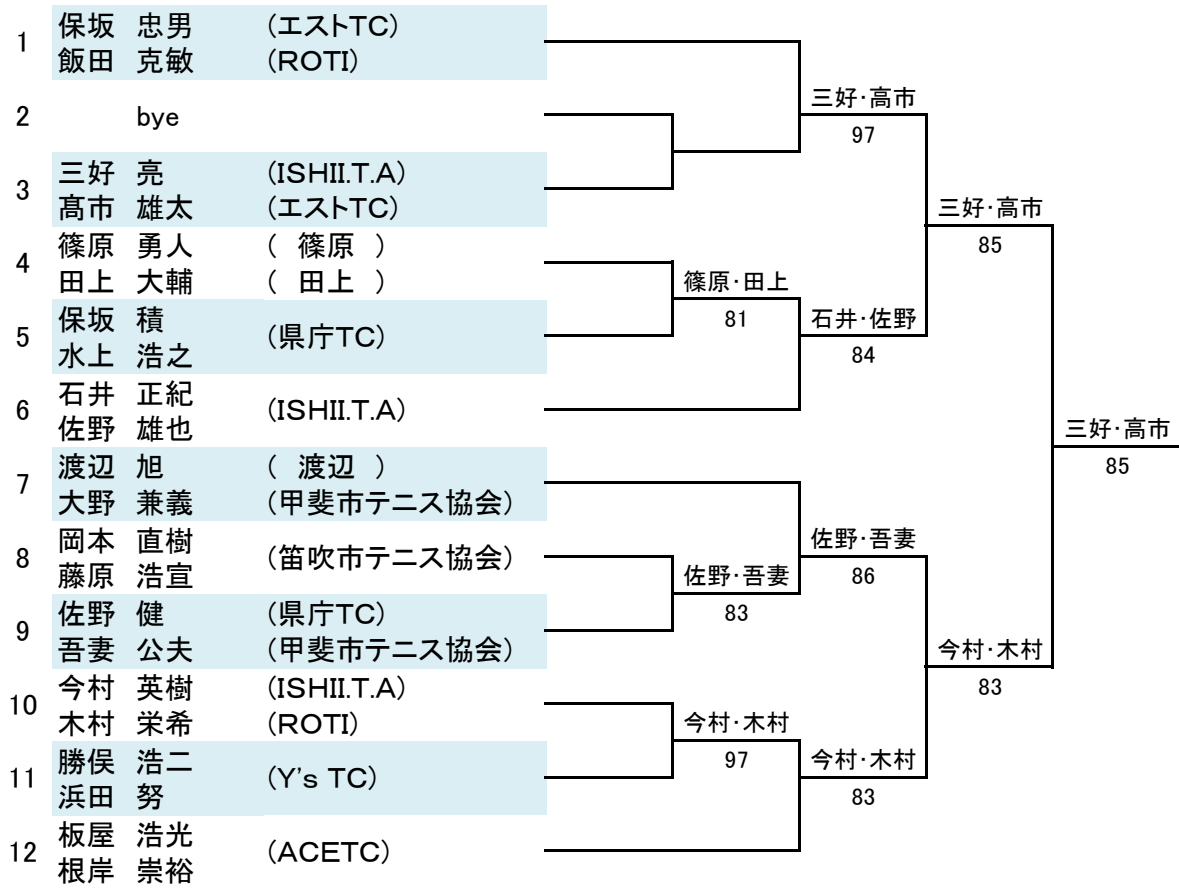 1 保坂 忠男 (エストTC)
飯田 克敏 (ROTI)
2 bye
3 三好 亮 (ISHII.T.A)
髙市 雄太 (エストTC)
4 篠原 勇人 ( 篠原 )
田上 大輔 ( 田上 )
5 保坂 積 (県庁TC)
水上 浩之
6 石井 正紀 (ISHII.T.A)
佐野 雄也
7 渡辺 旭 ( 渡辺 )
大野 兼義 (甲斐市テニス協会)
8 岡本 直樹 (笛吹市テニス協会)
藤原 浩宣
9 佐野 健 (県庁TC)
吾妻 公夫 (甲斐市テニス協会)
10 今村 英樹 (ISHII.T.A)
木村 栄希 (ROTI)
11 勝俣 浩二 (Y's TC)
浜田 努
12 板屋 浩光 (ACETC)
根岸 崇裕
篠原・田上
81
佐野・吾妻
83
今村・木村
97
三好・高市
97
石井・佐野
84
佐野・吾妻
86
今村・木村
83
三好・高市
85
今村・木村
83
三好・高市
85